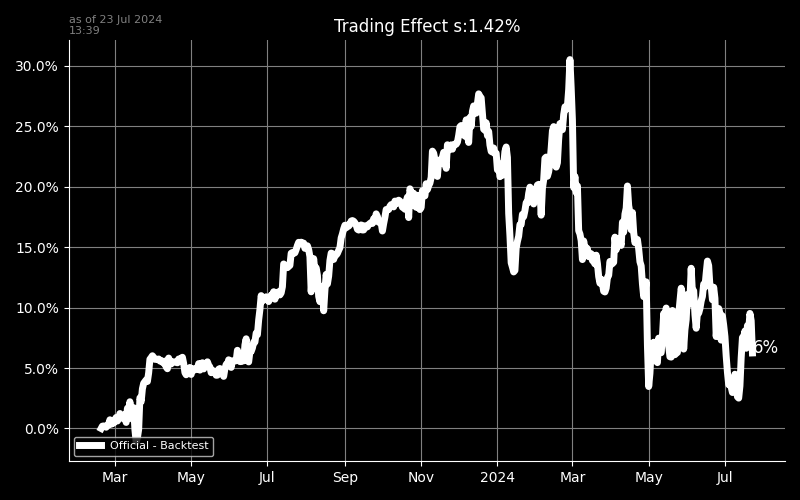 as of 23 Jul 2024
13:39
Trading Effect s:1.42%
30.0%
25.0%
20.0%
15.0%
10.0%
5.0%
0.0%
6%
Official - Backtest
Mar May Jul Sep Nov 2024 Mar May Jul